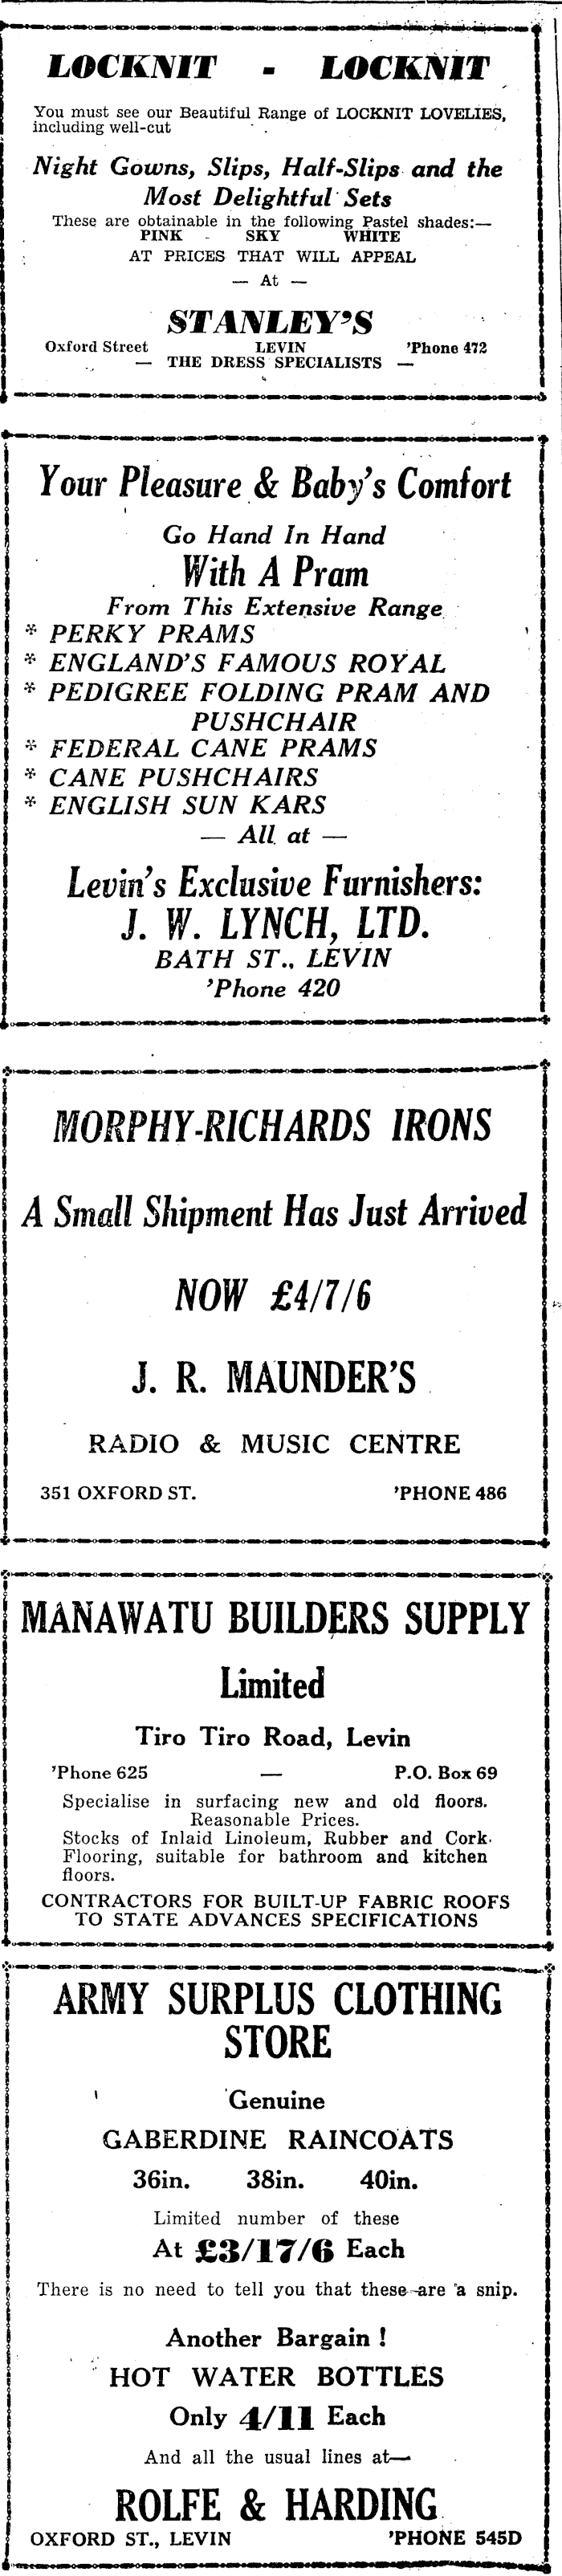 LOCKNIT - LOCKNIT
You must see our Beautiful Range of LOCKNIT LOVELIES,
including well-cut
Night Gowns, Slips, Half-Slips and the
Most Delightful Sets
These are obtainable in the following Pastel shades:—
PINK - SKY WHITE
AT PRICES THAT WILL APPEAL
— At —
STANLEY'S
Oxford Street LEVIN 'Phone 472
— THE DRESS SPECIALISTS —
Your Pleasure & Baby's Comfort
Go Hand In Hand
With A Pram
From This Extensive Range
* PERKY PRAMS
* ENGLAND'S FAMOUS ROYAL
* PEDIGREE FOLDING PRAM AND
PUSHCHAIR
* FEDERAL CANE PRAMS
* CANE PUSHCHAIRS
* ENGLISH SUN KARS
— All at —
Levin's Exclusive Furnishers:
J. W. LYNCH, LTD.
BATH ST., LEVIN
'Phone 420
MORPHY-RICHARDS IRONS
A Small Shipment Has Just Arrived
NOW £4/7/6
J. R. MAUNDER'S
RADIO & MUSIC CENTRE
351 OXFORD ST. 'PHONE 486
MANAWATU BUILDERS SUPPLY
Limited
Tiro Tiro Road, Levin
'Phone 625 — P.O. Box 69
Specialise in surfacing new and old floors.
Reasonable Prices.
Stocks of Inlaid Linoleum, Rubber and Cork
Flooring, suitable for bathroom and kitchen
floors.
CONTRACTORS FOR BUILT-UP FABRIC ROOFS
TO STATE ADVANCES SPECIFICATIONS
ARMY SURPLUS CLOTHING
STORE
Genuine
GABERDINE RAINCOATS
36in. 38in. 40in.
Limited number of these
At £3/17/6 Each
There is no need to tell you that these are a snip.
Another Bargain !
HOT WATER BOTTLES
Only 4/11 Each
And all the usual lines at—
ROLFE & HARDING
OXFORD ST., LEVIN 'PHONE 545D